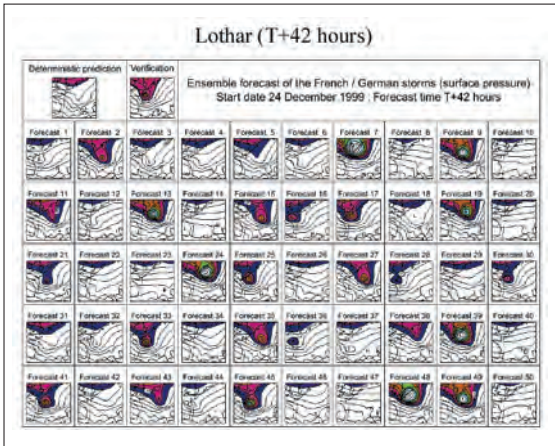 Lothar (T+42 hours)
Deterministic prediction
Verification
Ensemble forecast of the French / German storms (surface pressure)
Start date 24 December 1999 : Forecast time T+42 hours
Forecast 1 Forecast 2 Forecast 3 Forecast 4 Forecast 5 Forecast 6 Forecast 7 Forecast 8 Forecast 9 Forecast 10
Forecast 11 Forecast 12 Forecast 13 Forecast 14 Forecast 15 Forecast 16 Forecast 17 Forecast 18 Forecast 19 Forecast 20
Forecast 21 Forecast 22 Forecast 23 Forecast 24 Forecast 25 Forecast 26 Forecast 27 Forecast 28 Forecast 29 Forecast 30
Forecast 31 Forecast 32 Forecast 33 Forecast 34 Forecast 35 Forecast 36 Forecast 37 Forecast 38 Forecast 39 Forecast 40
Forecast 41 Forecast 42 Forecast 43 Forecast 44 Forecast 45 Forecast 46 Forecast 47 Forecast 48 Forecast 49 Forecast 50